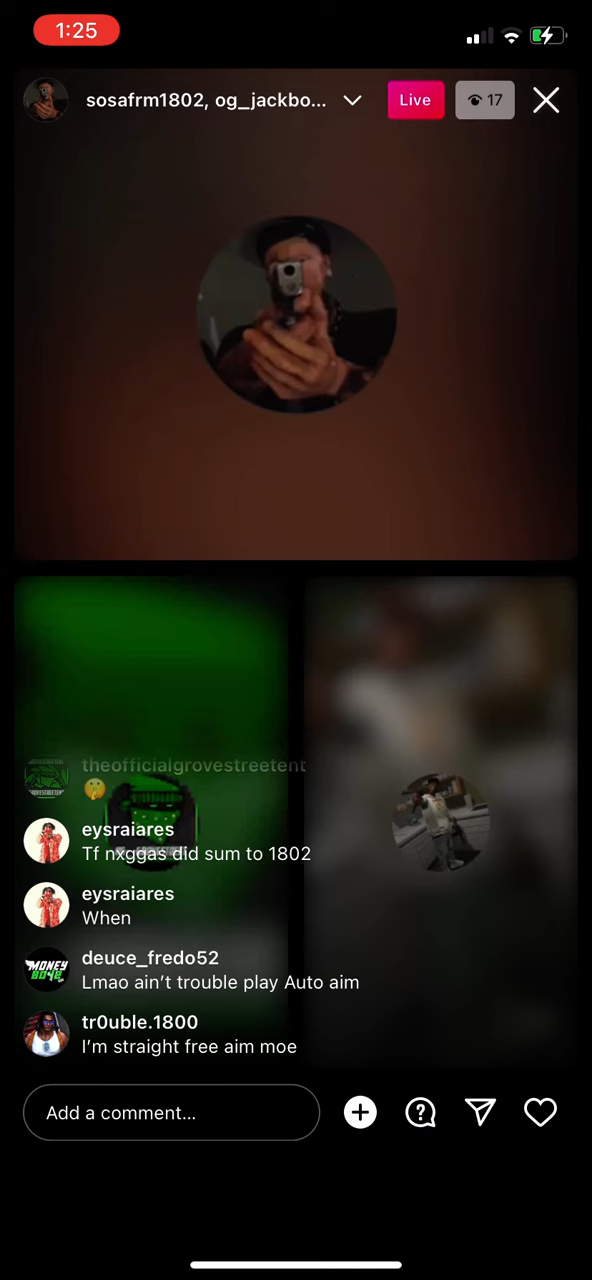 1:25
sosafrm1802, og_jackbo...
Live
17
theofficialgrovestreetent
eysraiares
Tf nxggas did sum to 1802
eysraiares
When
deuce_fredo52
Lmao ain’t trouble play Auto aim
tr0uble.1800
I’m straight free aim moe
Add a comment...